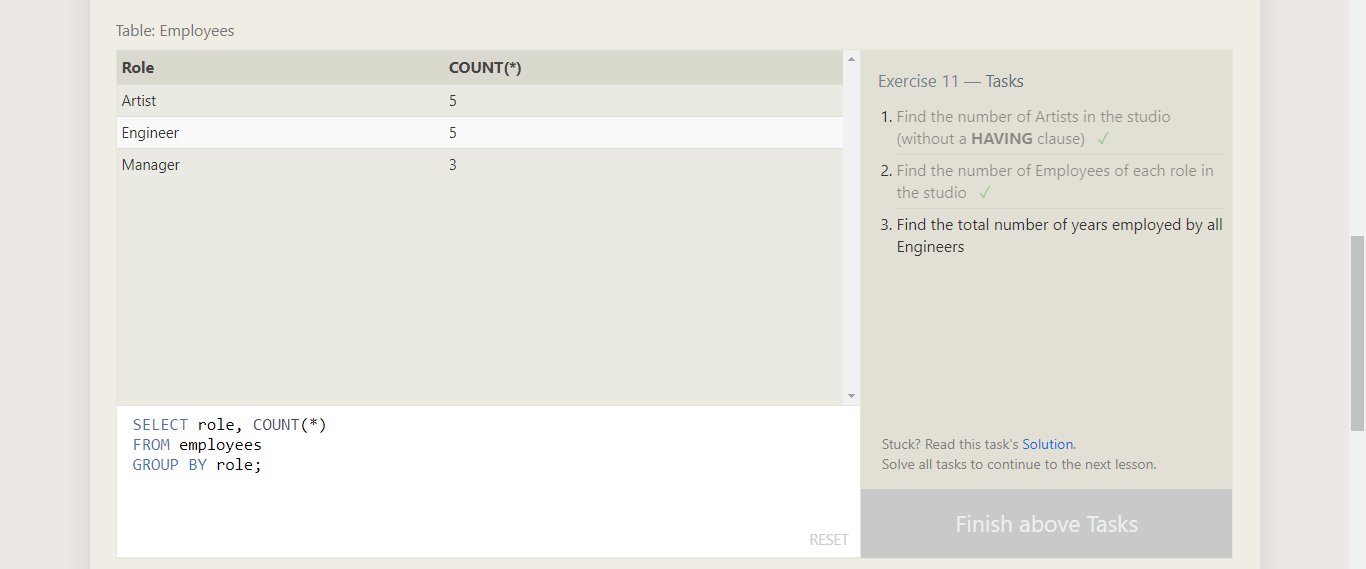 Table: Employees
Role COUNT(*)
Artist 5
Engineer 5
Manager 3
SELECT role, COUNT(*)
FROM employees
GROUP BY role;
RESET
Exercise 11 — Tasks
1. Find the number of Artists in the studio
(without a HAVING clause) ✓
2. Find the number of Employees of each role in
the studio ✓
3. Find the total number of years employed by all
Engineers
Stuck? Read this task's Solution.
Solve all tasks to continue to the next lesson.
Finish above Tasks